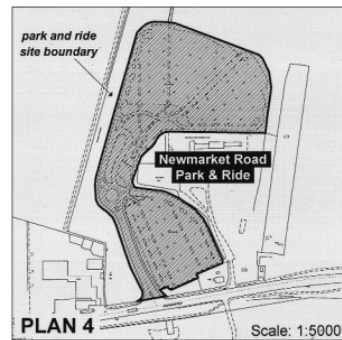 park and ride
site boundary
Newmarket Road
Park & Ride
PLAN 4
Scale: 1:5000